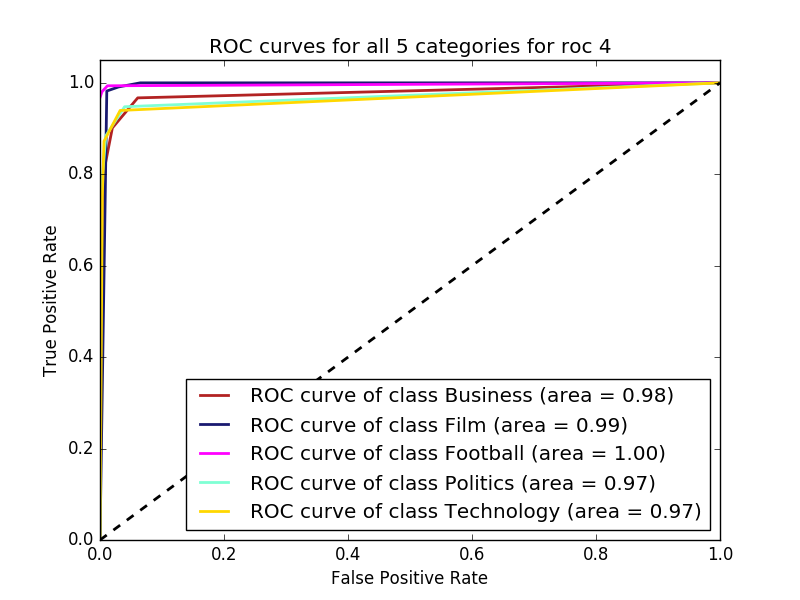 ROC curves for all 5 categories for roc 4
1.0
0.8
0.6
0.4
0.2
0.0
True Positive Rate
ROC curve of class Business (area = 0.98)
ROC curve of class Film (area = 0.99)
ROC curve of class Football (area = 1.00)
ROC curve of class Politics (area = 0.97)
ROC curve of class Technology (area = 0.97)
0.0 0.2 0.4 0.6 0.8 1.0
False Positive Rate